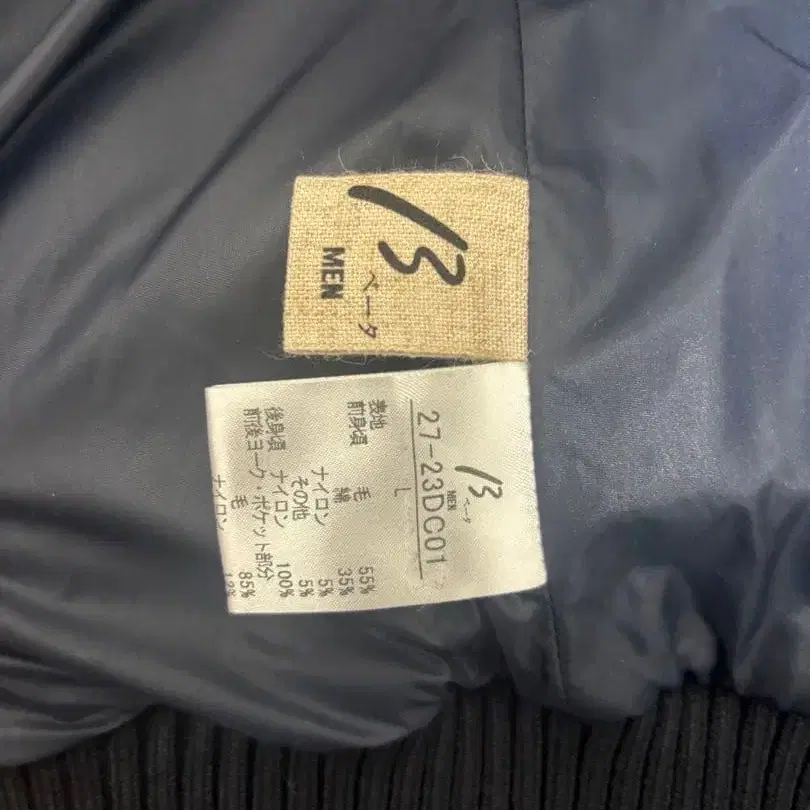 β
ベータ
MEN
β
ベータ
MEN
27-23DC01
L
表地
前身頃 毛 55%
綿 35%
ナイロン 5%
その他 5%
後身頃 ナイロン 100%
前後ヨーク・ポケット部分
毛 85%
ナイロン